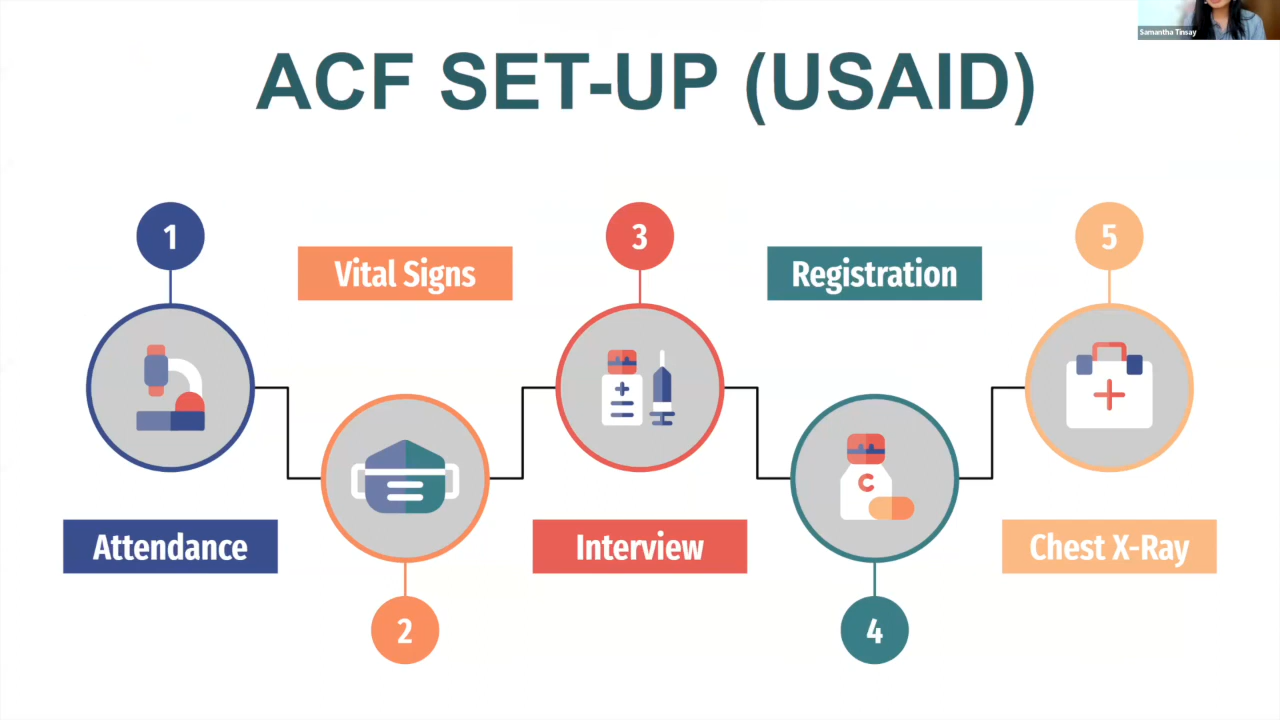 Samantha Tinsay
ACF SET-UP (USAID)
1
Attendance
Vital Signs
2
3
Interview
Registration
4
C
5
Chest X-Ray